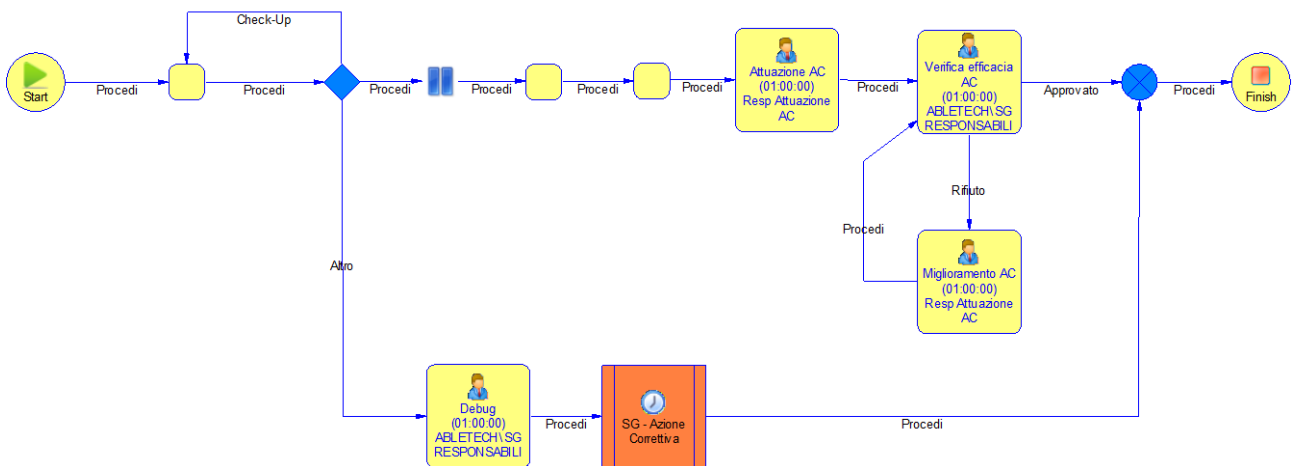 Check-Up
Start
Procedi
Procedi
Procedi
Procedi
Procedi
Procedi
Attuazione AC
(01:00:00)
Resp Attuazione
AC
Procedi
Verifica efficacia
AC
(01:00:00)
ABLETECH\SG
RESPONSABILI
Approvato
Procedi
Finish
Rifiuto
Procedi
Miglioramento AC
(01:00:00)
Resp Attuazione
AC
Altro
Debug
(01:00:00)
ABLETECH\SG
RESPONSABILI
Procedi
SG - Azione
Correttiva
Procedi